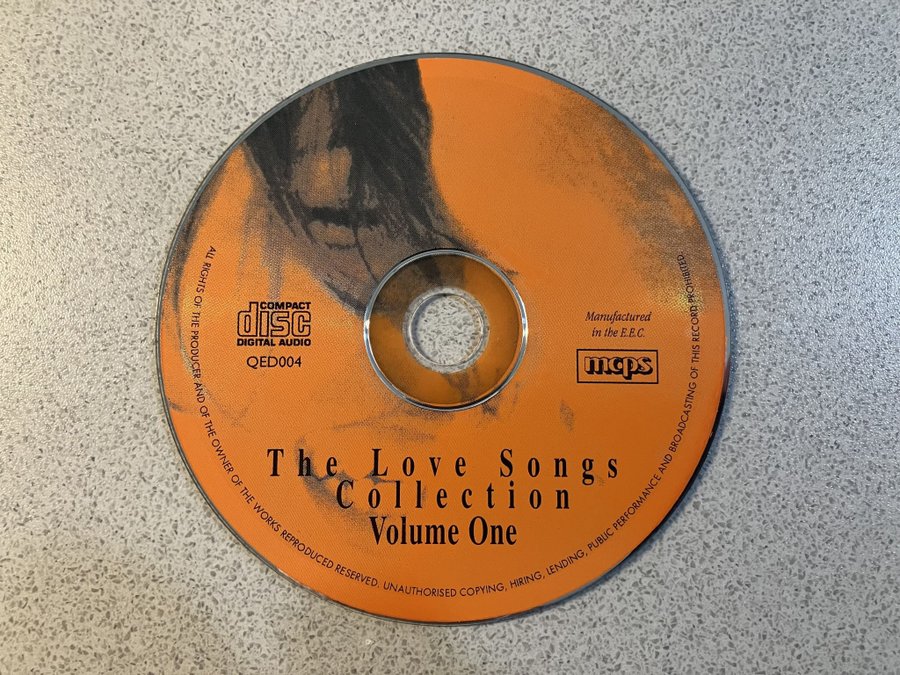 COMPACT
disc
DIGITAL AUDIO
QED004
Manufactured
in the E.E.C.
mcps
The Love Songs
Collection
Volume One
ALL RIGHTS OF THE PRODUCER AND OF THE OWNER OF THE WORKS REPRODUCED RESERVED. UNAUTHORISED COPYING, HIRING, LENDING, PUBLIC PERFORMANCE AND BROADCASTING OF THIS RECORD PROHIBITED.